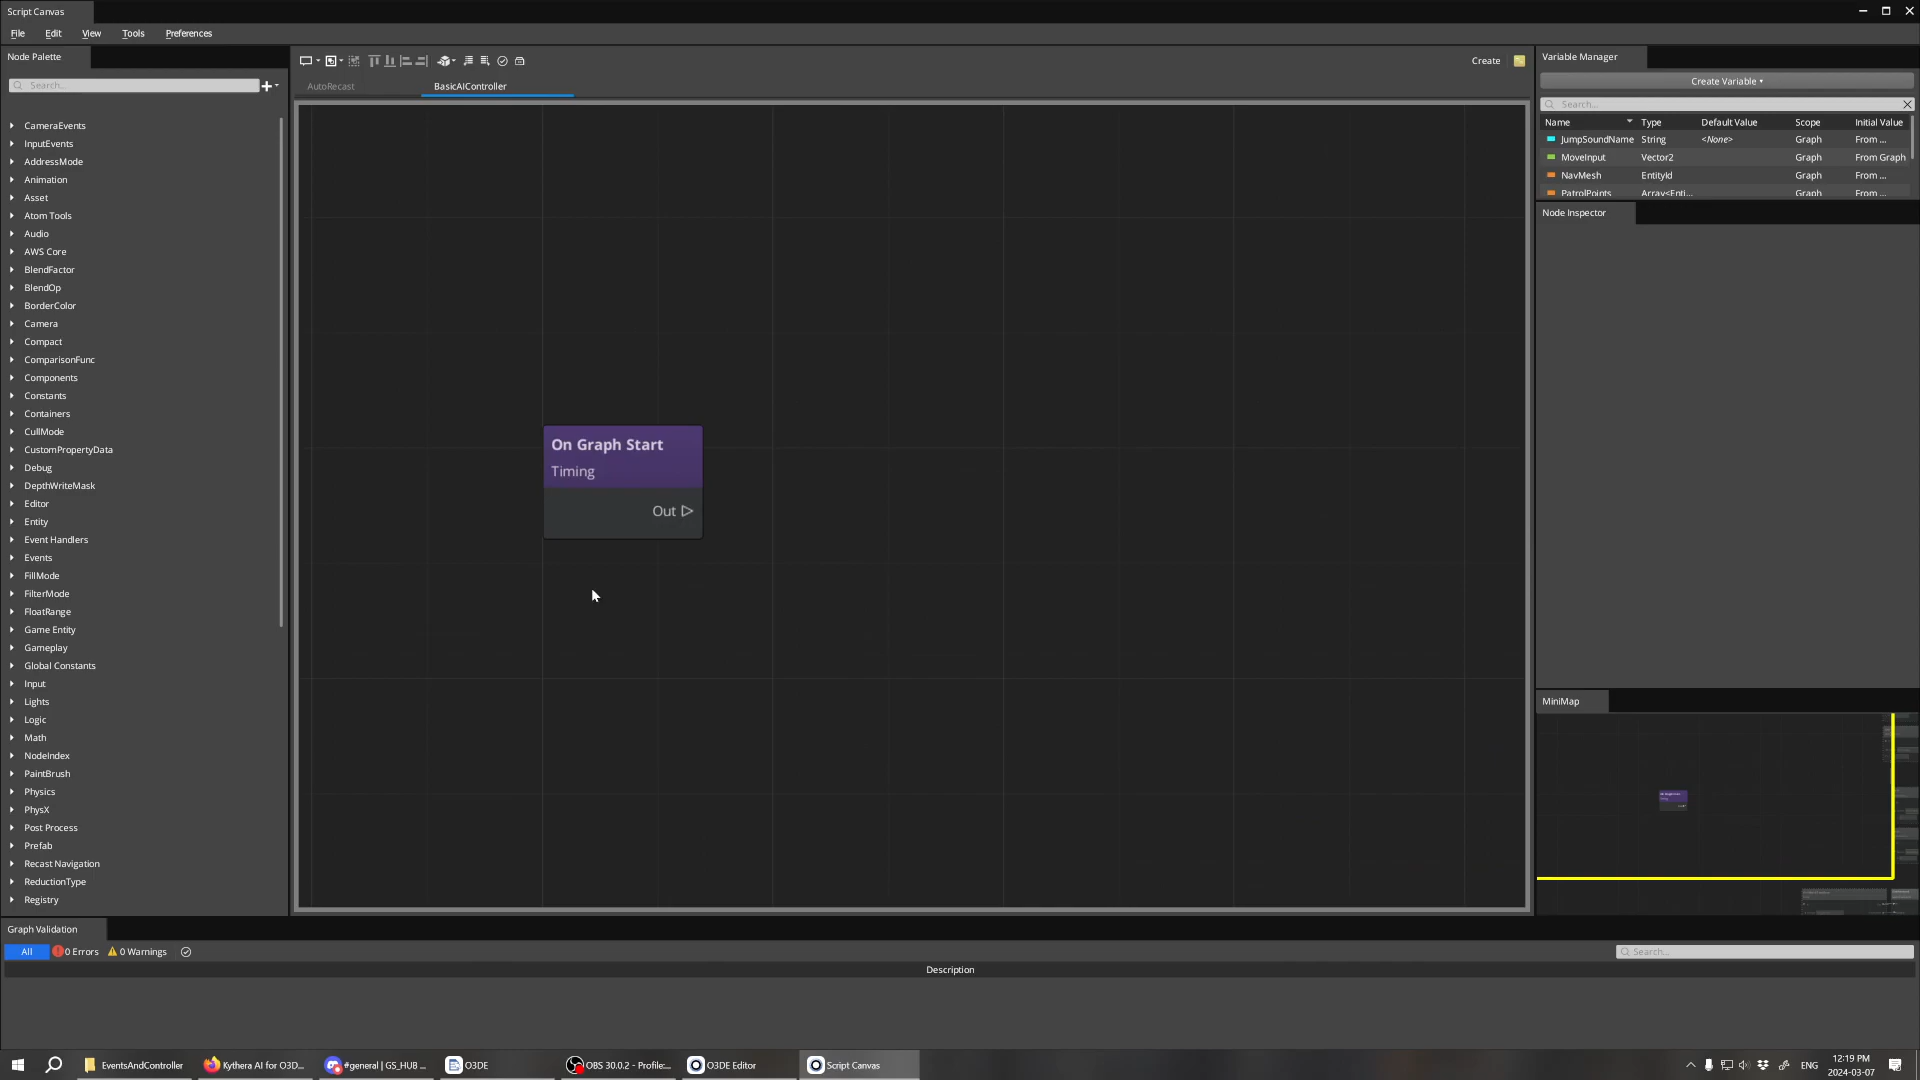 Script Canvas
File Edit View Tools Preferences
Node Palette
Search...
CameraEvents
InputEvents
AddressMode
Animation
Asset
Atom Tools
Audio
AWS Core
BlendFactor
BlendOp
BorderColor
Camera
Compact
ComparisonFunc
Components
Constants
Containers
CullMode
CustomPropertyData
Debug
DepthWriteMask
Editor
Entity
Event Handlers
Events
FillMode
FilterMode
FloatRange
Game Entity
Gameplay
Global Constants
Input
Lights
Logic
Math
NodeIndex
PaintBrush
Physics
PhysX
Post Process
Prefab
Recast Navigation
ReductionType
Registry
Create
AutoRecast BasicAIController
On Graph Start
Timing
Out
Variable Manager
Create Variable
Search...
Name Type Default Value Scope Initial Value
JumpSoundName String <None> Graph From ...
MoveInput Vector2 Graph From Graph
NavMesh EntityId Graph From ...
PatrolPoints Array<Enti... Graph From ...
Node Inspector
MiniMap
Graph Validation
All 0 Errors 0 Warnings
Search...
Description
EventsAndController Kythera AI for O3D... #general | GS_HUB ... O3DE OBS 30.0.2 - Profile:... O3DE Editor Script Canvas
ENG
12:19 PM
2024-03-07